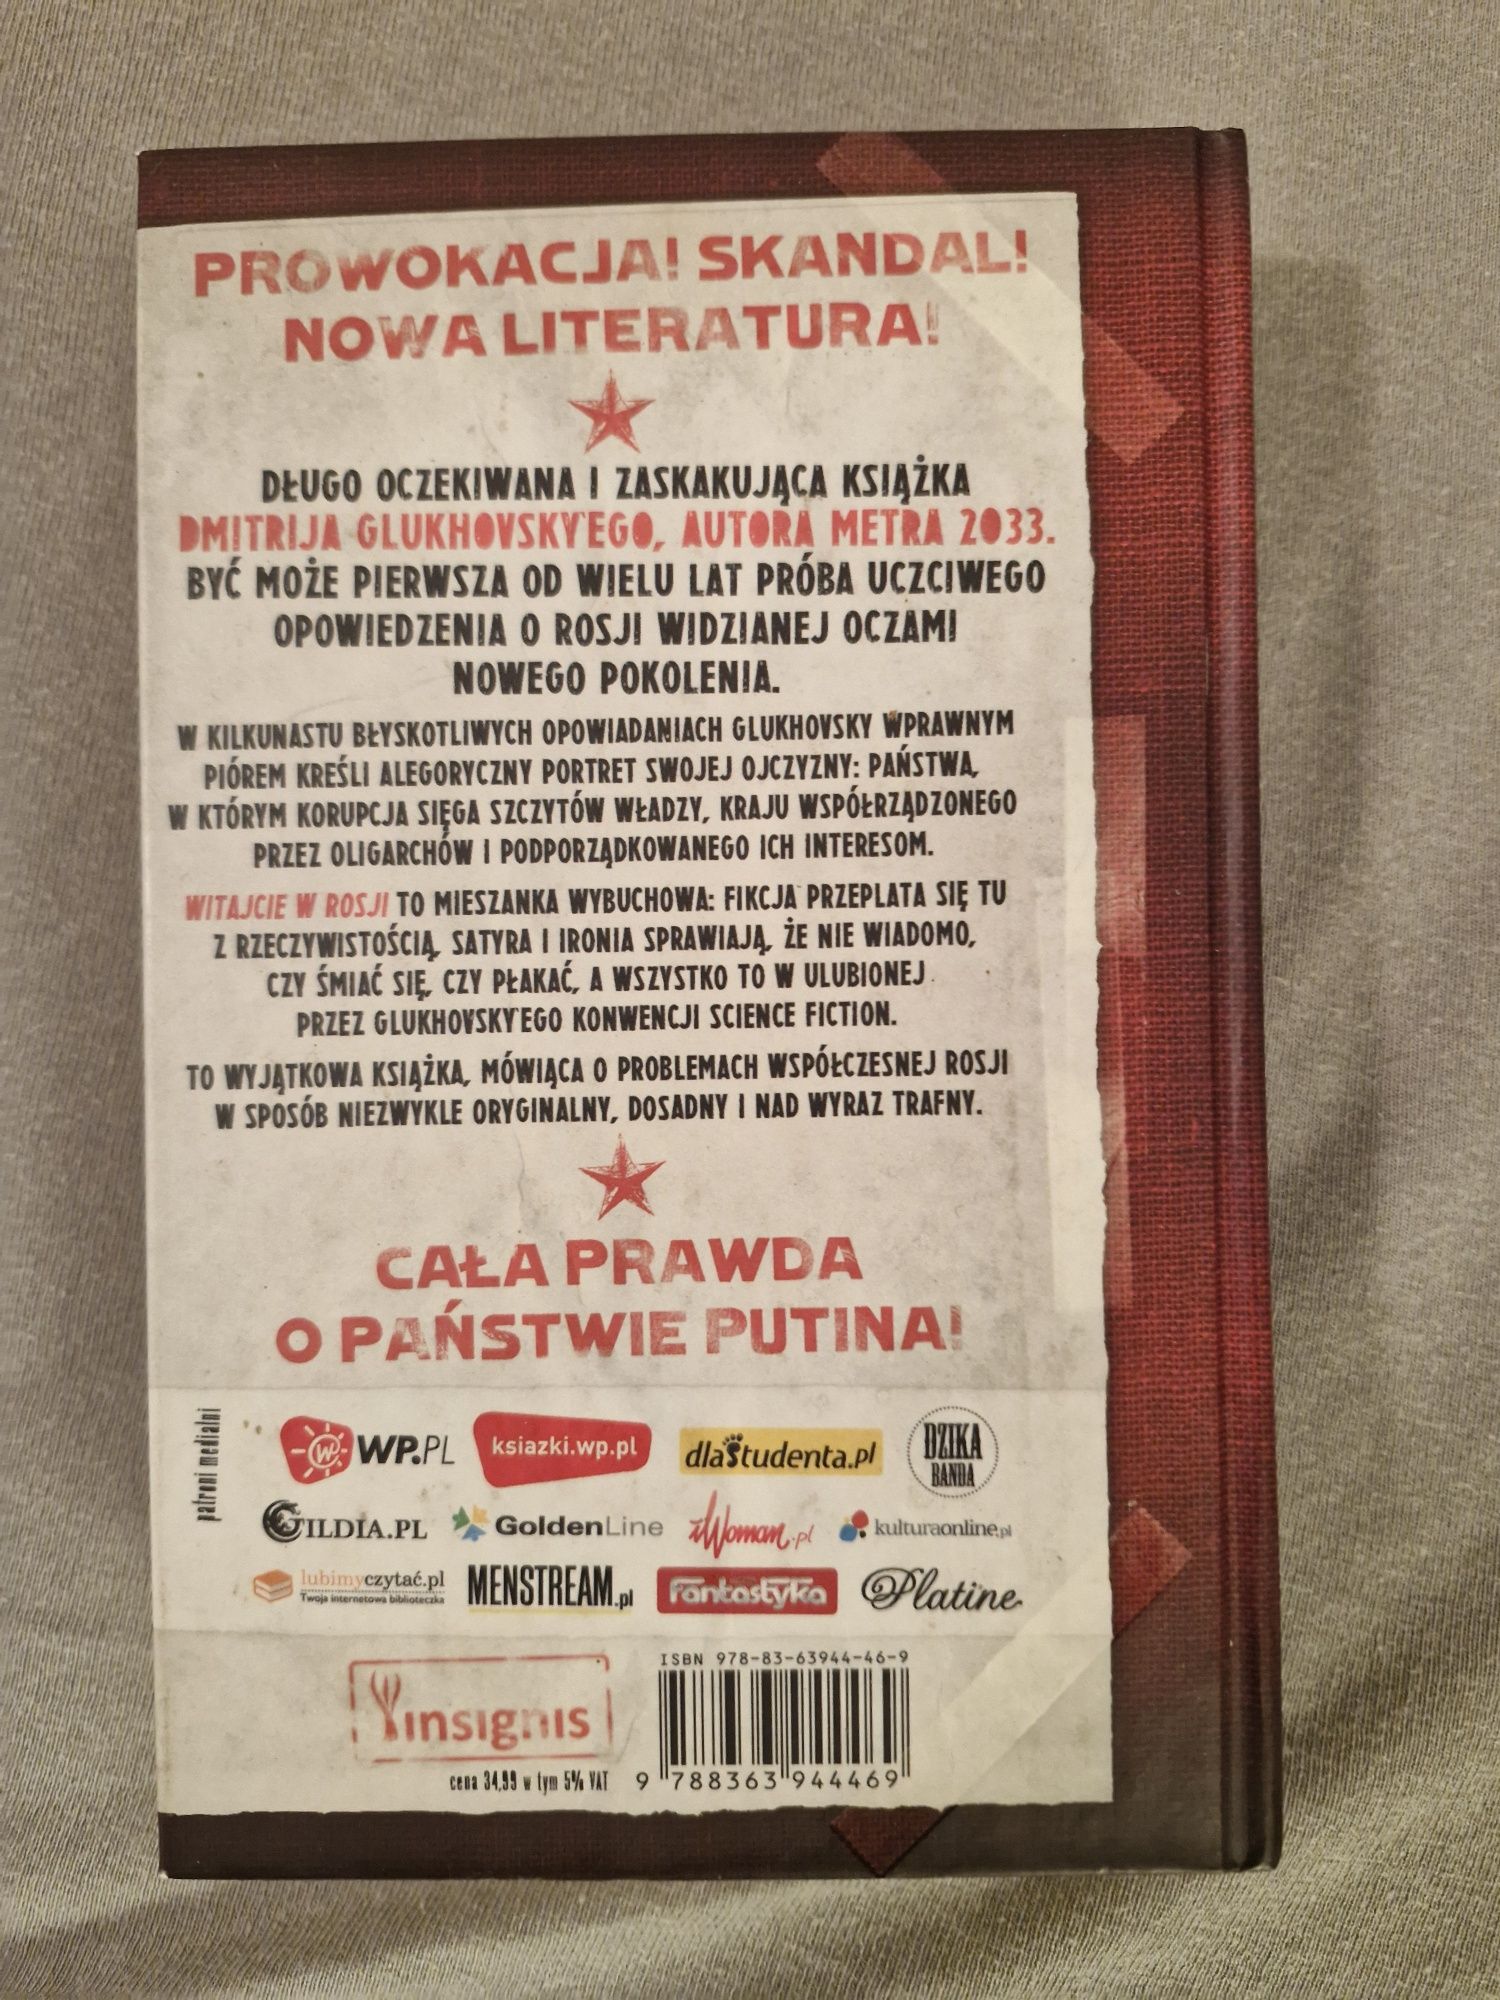 PROWOKACJA! SKANDAL!
NOWA LITERATURA!
DŁUGO OCZEKIWANA I ZASKAKUJĄCA KSIĄŻKA
DMITRIJA GLUKHOVSKY'EGO, AUTORA METRA 2033.
BYĆ MOŻE PIERWSZA OD WIELU LAT PRÓBA UCZCIWEGO
OPOWIEDZENIA O ROSJI WIDZIANEJ OCZAMI
NOWEGO POKOLENIA.
W KILKUNASTU BŁYSKOTLIWYCH OPOWIADANIACH GLUKHOVSKY WPRAWNYM
PIÓREM KREŚLI ALEGORYCZNY PORTRET SWOJEJ OJCZYZNY: PAŃSTWA,
W KTÓRYM KORUPCJA SIĘGA SZCZYTÓW WŁADZY, KRAJU WSPÓŁRZĄDZONEGO
PRZEZ OLIGARCHÓW I PODPORZĄDKOWANEGO ICH INTERESOM.
WITAJCIE W ROSJI TO MIESZANKA WYBUCHOWA: FIKCJA PRZEPLATA SIĘ TU
Z RZECZYWISTOŚCIĄ, SATYRA I IRONIA SPRAWIAJĄ, ŻE NIE WIADOMO,
CZY ŚMIAĆ SIĘ, CZY PŁAKAĆ, A WSZYSTKO TO W ULUBIONEJ
PRZEZ GLUKHOVSKY'EGO KONWENCJI SCIENCE FICTION.
TO WYJĄTKOWA KSIĄŻKA, MÓWIĄCA O PROBLEMACH WSPÓŁCZESNEJ ROSJI
W SPOSÓB NIEZWYKLE ORYGINALNY, DOSADNY I NAD WYRAZ TRAFNY.
CAŁA PRAWDA
O PAŃSTWIE PUTINA!
patroni medialni
W WP.PL ksiazki.wp.pl dlaStudenta.pl DZIKA
BANDA
GILDIA.PL GoldenLine iWoman.pl kulturaonline.pl
lubimyczytać.pl MENSTREAM.pl Fantastyka Platine
Twoja internetowa biblioteczka
ISBN 978-83-63944-46-9
insignis
cena 34,99 w tym 5% VAT
9 788363 944469